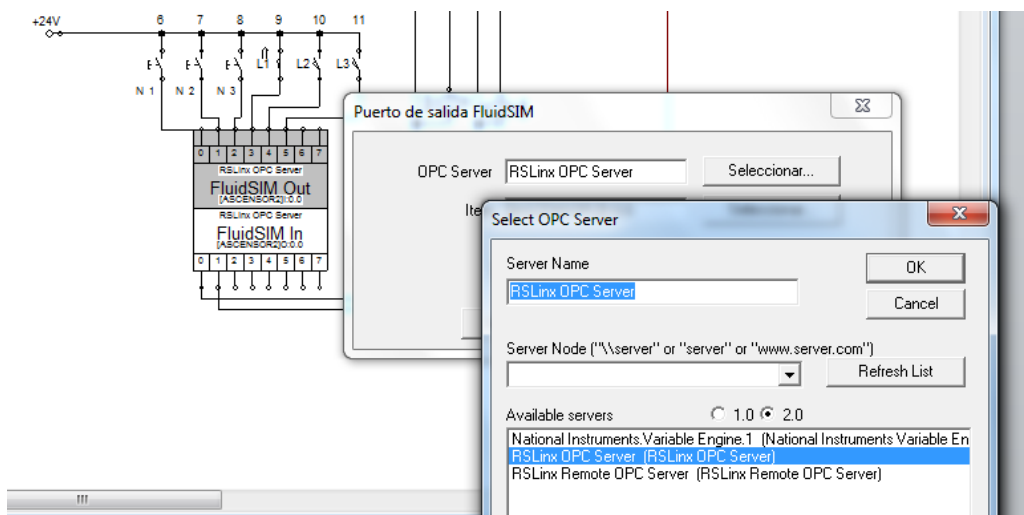 +24V
6 7 8 9 10 11
L1 L2 L3
N 1 N 2 N 3
0 1 2 3 4 5 6 7
RSLinx OPC Server
FluidSIM Out
[ASCENSOR2]I:0.0
RSLinx OPC Server
FluidSIM In
[ASCENSOR2]O:0.0
0 1 2 3 4 5 6 7
Puerto de salida FluidSIM
OPC Server RSLinx OPC Server Seleccionar...
Select OPC Server
Server Name
RSLinx OPC Server
OK
Cancel
Server Node ("\\server" or "server" or "www.server.com")
Refresh List
Available servers 1.0 2.0
National Instruments.Variable Engine.1 (National Instruments Variable En
RSLinx OPC Server (RSLinx OPC Server)
RSLinx Remote OPC Server (RSLinx Remote OPC Server)